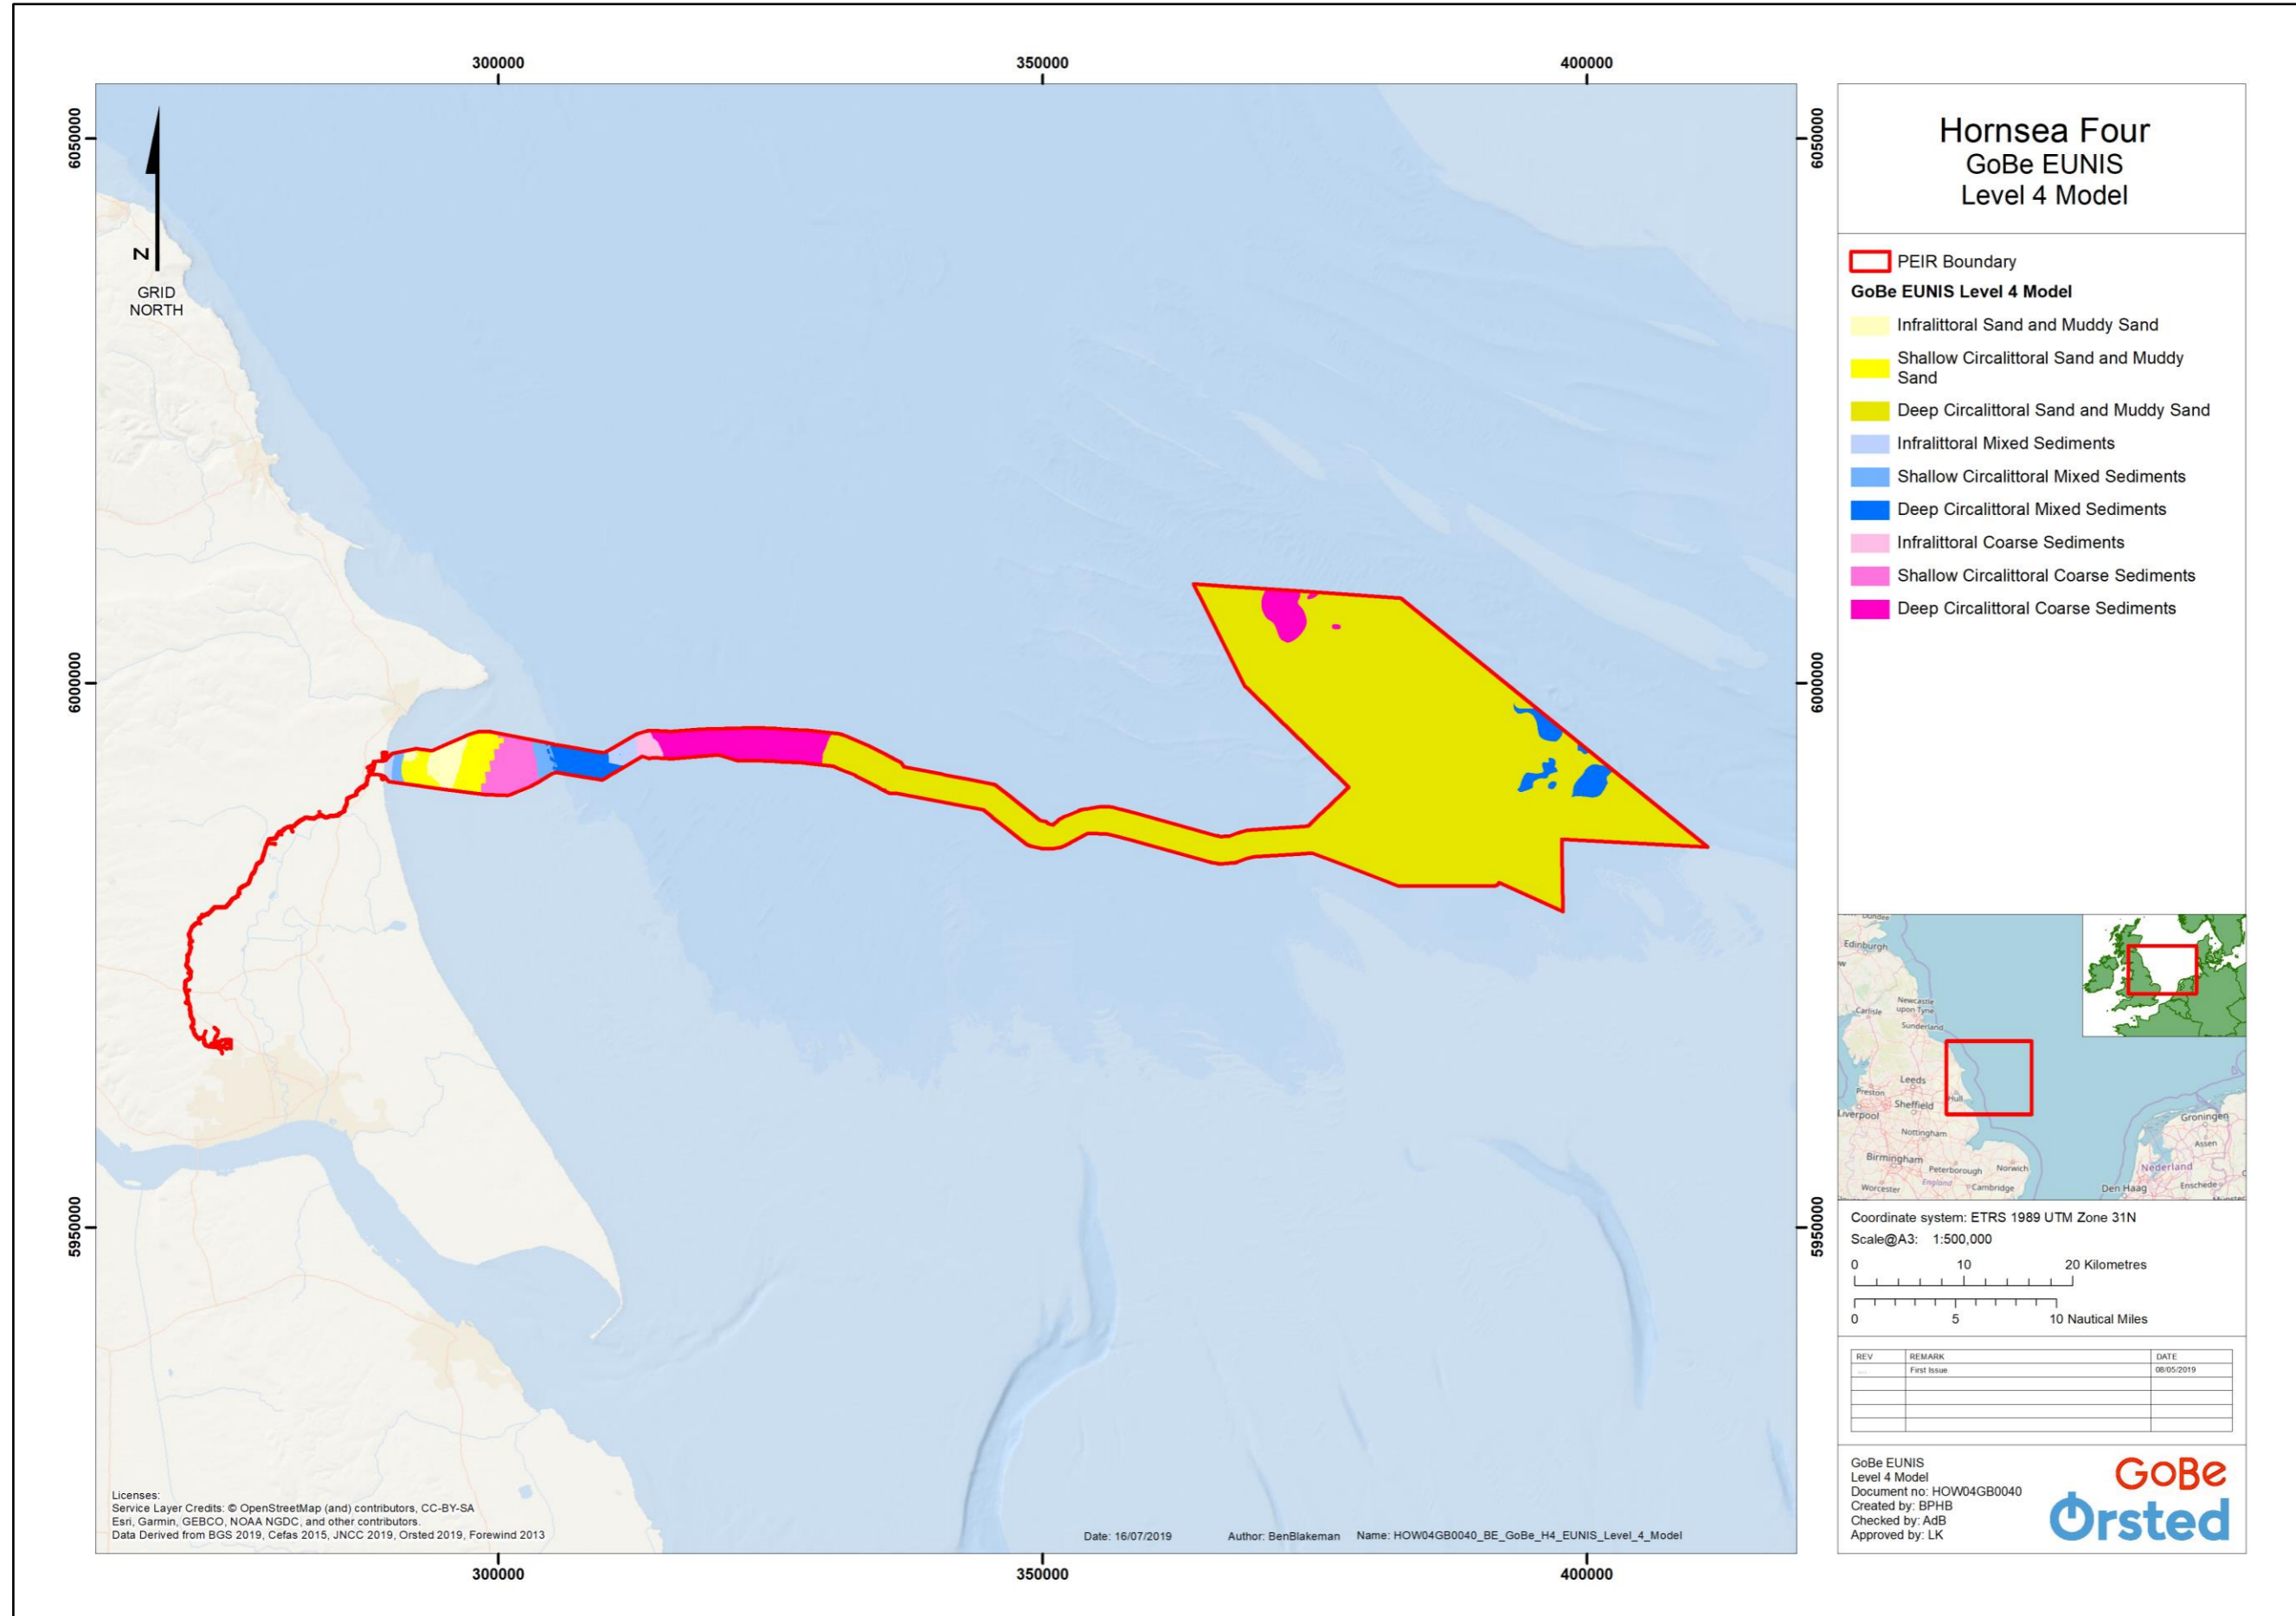 300000
350000
400000
6050000
6050000
6000000
6000000
5950000
5950000
N
GRID
NORTH
Licenses:
Service Layer Credits: © OpenStreetMap (and) contributors, CC-BY-SA
Esri, Garmin, GEBCO, NOAA NGDC, and other contributors.
Data Derived from BGS 2019, Cefas 2015, JNCC 2019, Orsted 2019, Forewind 2013
Date: 16/07/2019
Author: BenBlakeman
Name: HOW04GB0040_BE_GoBe_H4_EUNIS_Level_4_Model
300000
350000
400000
Hornsea Four
GoBe EUNIS
Level 4 Model
PEIR Boundary
GoBe EUNIS Level 4 Model
Infralittoral Sand and Muddy Sand
Shallow Circalittoral Sand and Muddy
Sand
Deep Circalittoral Sand and Muddy Sand
Infralittoral Mixed Sediments
Shallow Circalittoral Mixed Sediments
Deep Circalittoral Mixed Sediments
Infralittoral Coarse Sediments
Shallow Circalittoral Coarse Sediments
Deep Circalittoral Coarse Sediments
Dundee
Edinburgh
Newcastle
upon Tyne
Carlisle
Sunderland
Leeds
Preston
Hull
Sheffield
Liverpool
Nottingham
Birmingham
Peterborough
Norwich
Worcester
England
Cambridge
Groningen
Assen
Nederland
Den Haag
Enschede
Coordinate system: ETRS 1989 UTM Zone 31N
Scale@A3: 1:500,000
0 10 20 Kilometres
0 5 10 Nautical Miles
REV REMARK DATE
.... First Issue 08/05/2019
GoBe EUNIS
Level 4 Model
Document no: HOW04GB0040
Created by: BPHB
Checked by: AdB
Approved by: LK
GoBe
Ørsted